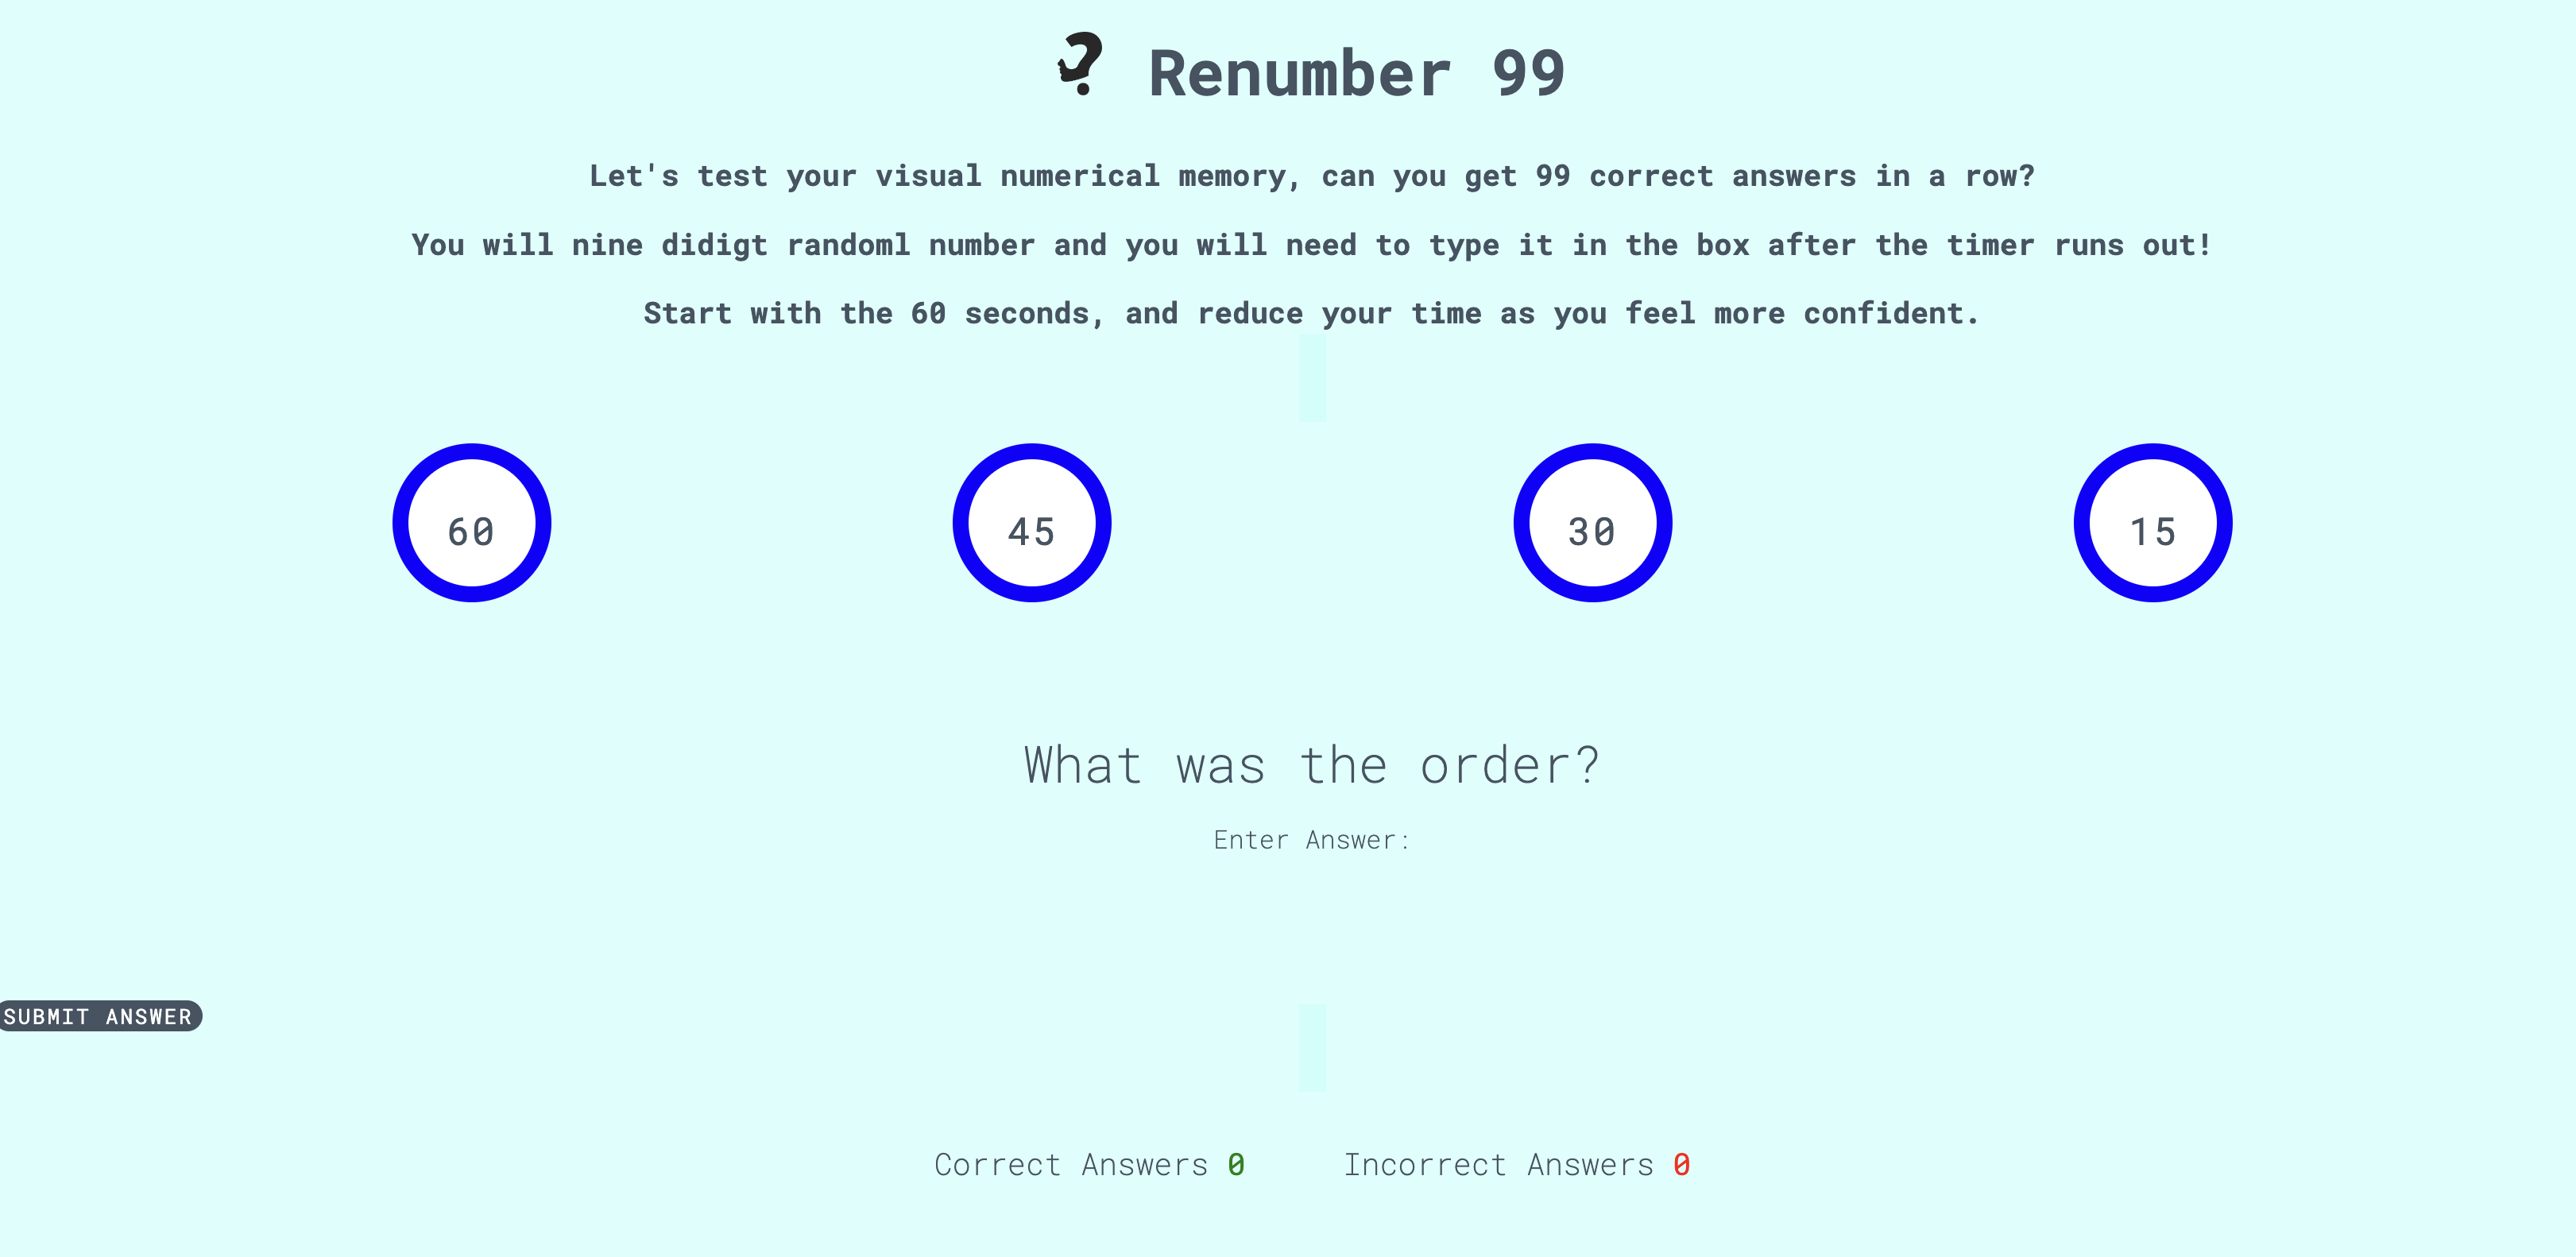 Renumber 99
Let's test your visual numerical memory, can you get 99 correct answers in a row?
You will nine didigt randoml number and you will need to type it in the box after the timer runs out!
Start with the 60 seconds, and reduce your time as you feel more confident.
60 45 30 15
What was the order?
Enter Answer:
SUBMIT ANSWER
Correct Answers 0 Incorrect Answers 0